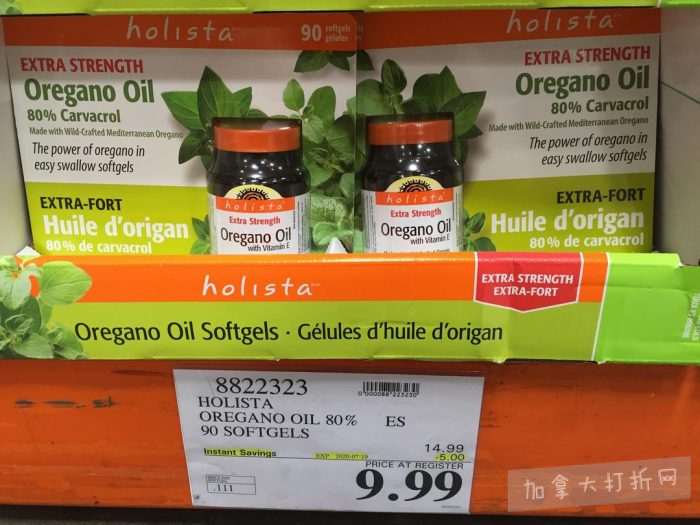 holista
90 softgels
gélules
EXTRA STRENGTH
Oregano Oil
80% Carvacrol
Made with Wild-Crafted Mediterranean Oregano
The power of oregano in
easy swallow softgels
EXTRA-FORT
Huile d'origan
80% de carvacrol
holista
EXTRA STRENGTH
Oregano Oil
80% Carvacrol
Made with Wild-Crafted Mediterranean Oregano
The power of oregano in
easy swallow softgels
EXTRA-FORT
Huile d'origan
80% de carvacrol
holista
Extra Strength
Oregano Oil
with Vitamin E
holista
Extra Strength
Oregano Oil
with Vitamin E
holista
EXTRA STRENGTH
EXTRA-FORT
Oregano Oil Softgels · Gélules d'huile d'origan
8822323
HOLISTA
OREGANO OIL 80% ES
90 SOFTGELS
Instant Savings EXP 2020-07-19
14.99
-5.00
PRICE AT REGISTER
9.99
.111
加拿大打折网